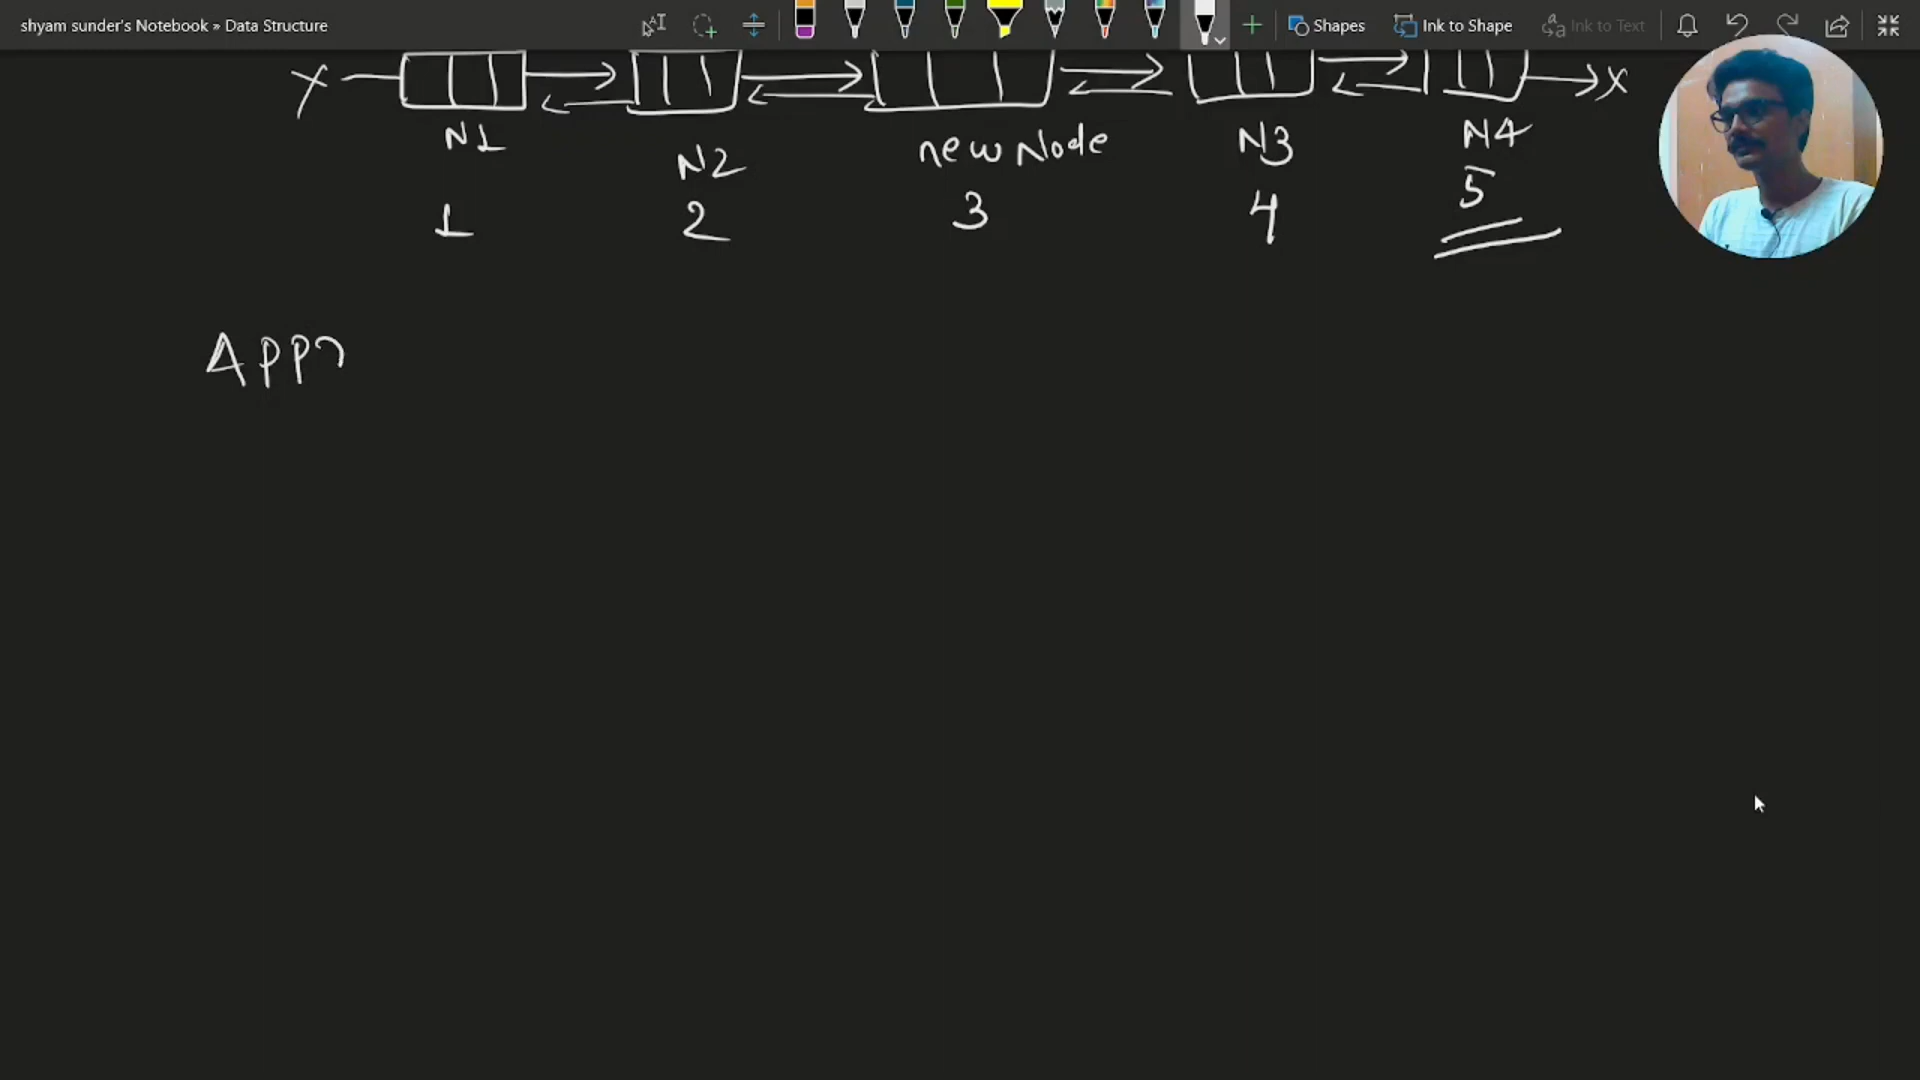 shyam sunder's Notebook » Data Structure
Shapes
Ink to Shape
Ink to Text
X X
N1 N2 new Node N3 N4
1 2 3 4 5
APPr